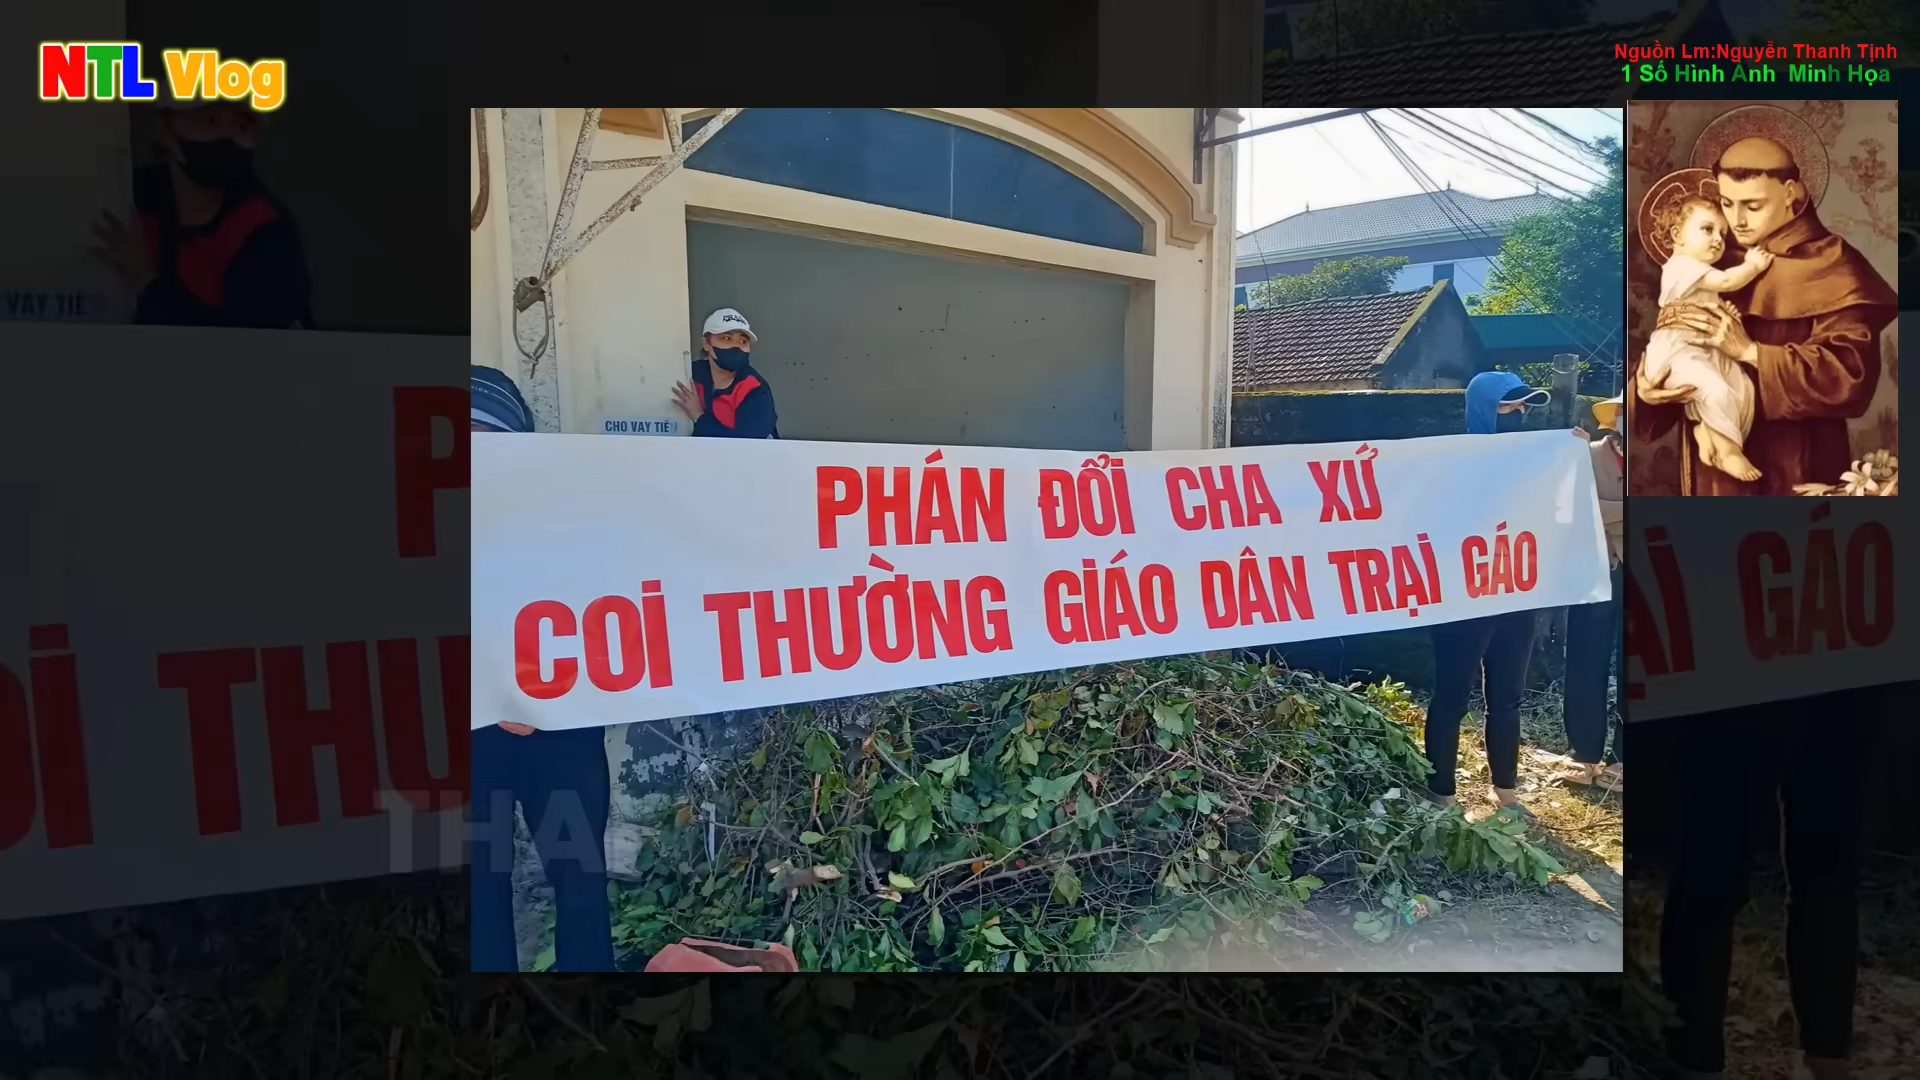 NTL Vlog
Nguồn Lm:Nguyễn Thanh Tịnh
1 Số Hình Ảnh Minh Họa
CHO VAY TIỀN
PHÁN ĐỔI CHA XỨ
COI THƯỜNG GIÁO DÂN TRẠI GÁO